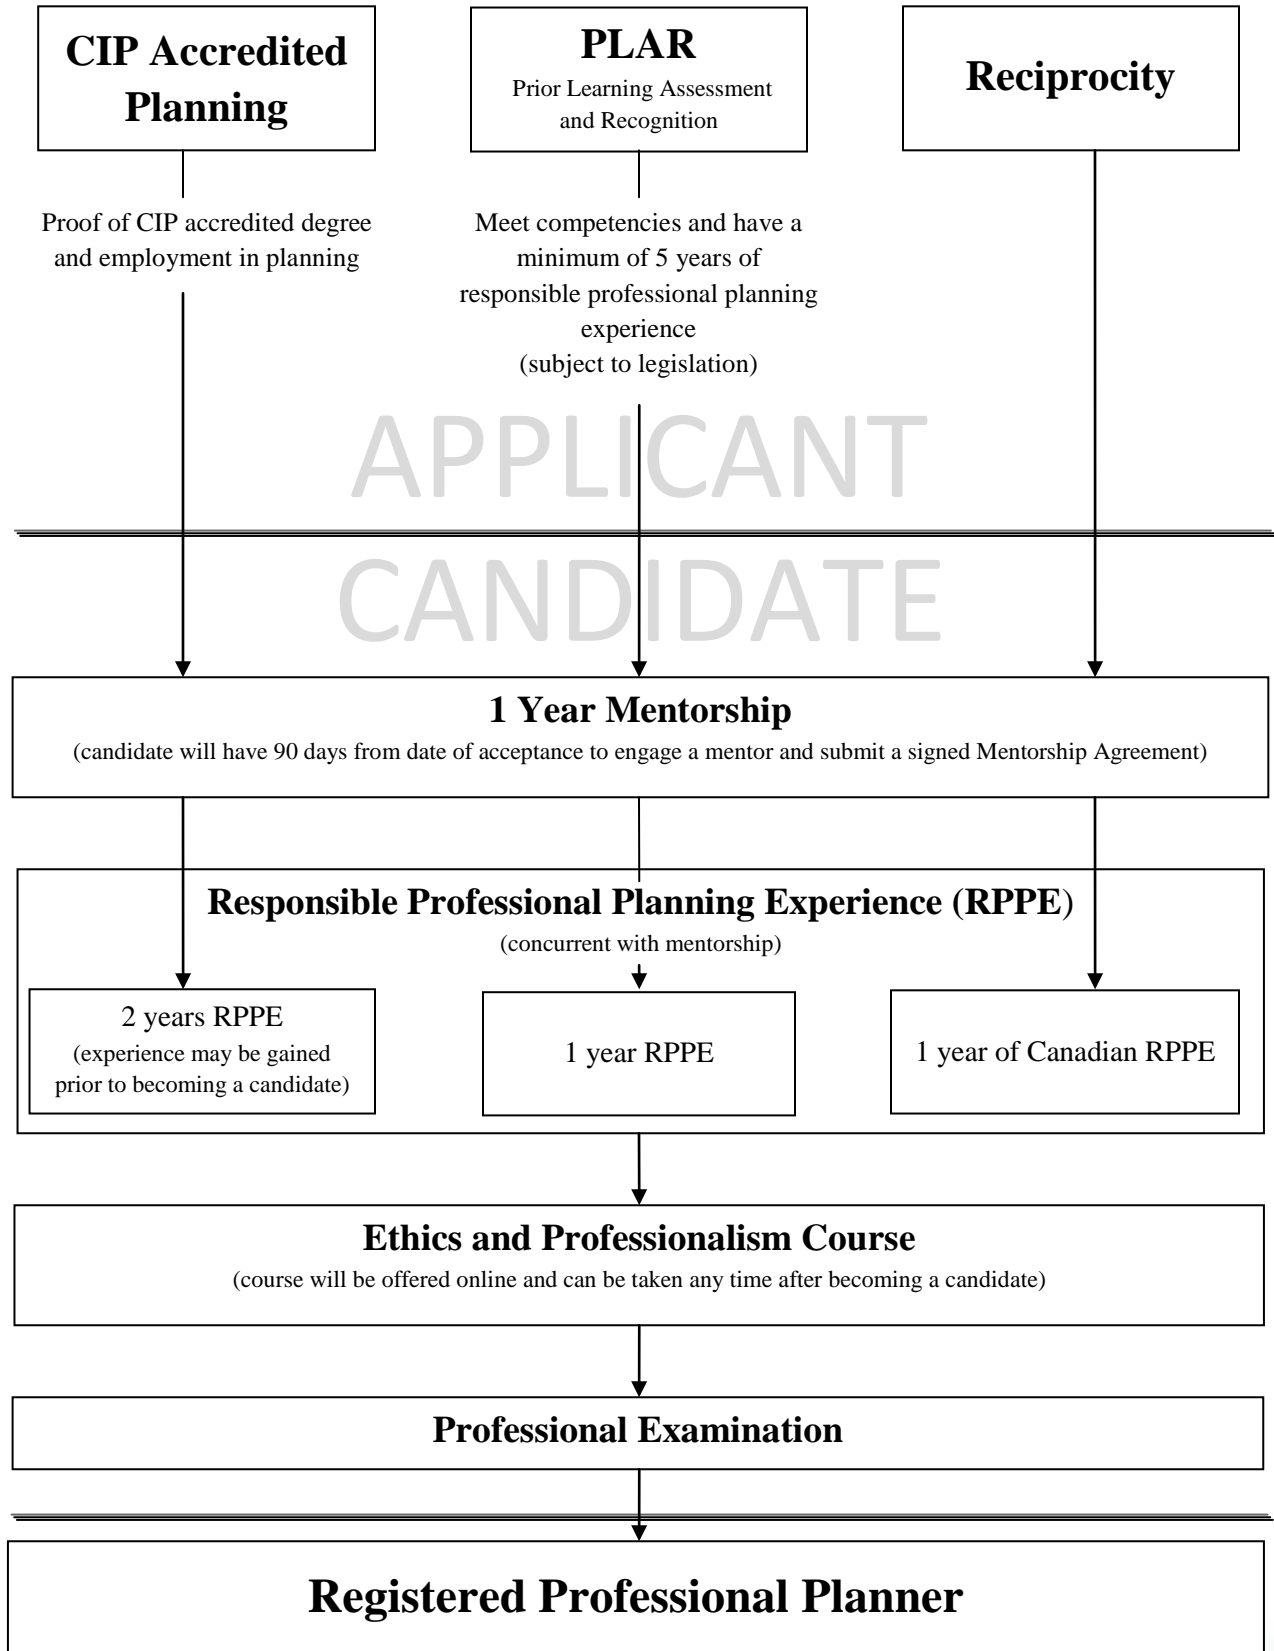 CIP Accredited
Planning
PLAR
Prior Learning Assessment
and Recognition
Reciprocity
Proof of CIP accredited degree
and employment in planning
Meet competencies and have a
minimum of 5 years of
responsible professional planning
experience
(subject to legislation)
APPLICANT
CANDIDATE
1 Year Mentorship
(candidate will have 90 days from date of acceptance to engage a mentor and submit a signed Mentorship Agreement)
Responsible Professional Planning Experience (RPPE)
(concurrent with mentorship)
2 years RPPE
(experience may be gained
prior to becoming a candidate)
1 year RPPE
1 year of Canadian RPPE
Ethics and Professionalism Course
(course will be offered online and can be taken any time after becoming a candidate)
Professional Examination
Registered Professional Planner